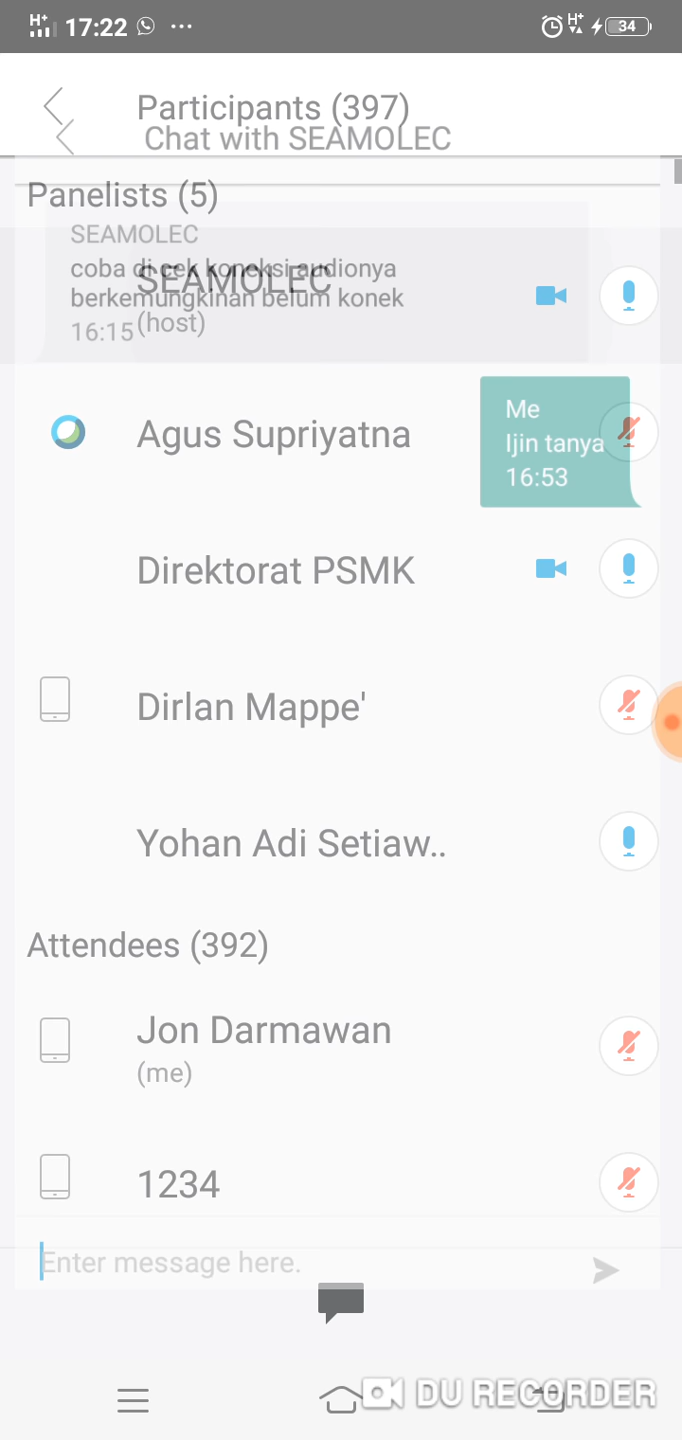 17:22
34
Participants (397)
Chat with SEAMOLEC
Panelists (5)
SEAMOLEC
coba di cek koneksi audionya
berkemungkinan belum konek
16:15
SEAMOLEC
(host)
Agus Supriyatna
Me
Ijin tanya
16:53
Direktorat PSMK
Dirlan Mappe'
Yohan Adi Setiaw..
Attendees (392)
Jon Darmawan
(me)
1234
Enter message here.
DU RECORDER